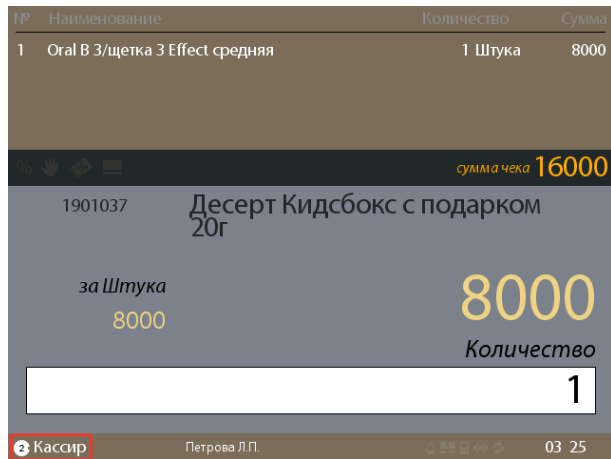 № Наименование Количество Сумма
1 Oral B 3/щетка 3 Effect средняя 1 Штука 8000
% сумма чека 16000
1901037 Десерт Кидсбокс с подарком
20г
за Штука 8000
8000
Количество
1
2 Кассир Петрова Л.П. 03 25